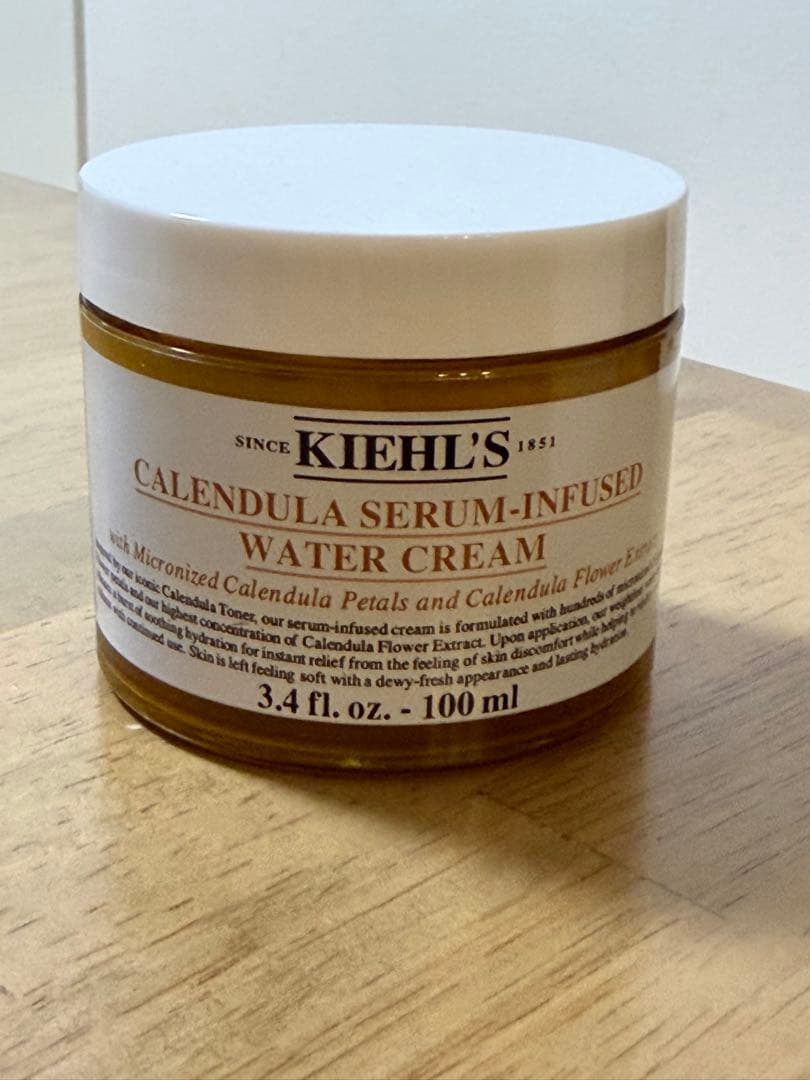 SINCE KIEHL'S 1851
CALENDULA SERUM-INFUSED
WATER CREAM
with Micronized Calendula Petals and Calendula Flower
by our iconic Calendula Toner, our serum-infused cream is formulated with hundreds of
petals and our highest concentration of Calendula Flower Extract. Upon application, our weightless
a burst of soothing hydration for instant relief from the feeling of skin discomfort while helping
with continued use. Skin is left feeling soft with a dewy-fresh appearance and lasting hydration.
3.4 fl. oz. - 100 ml